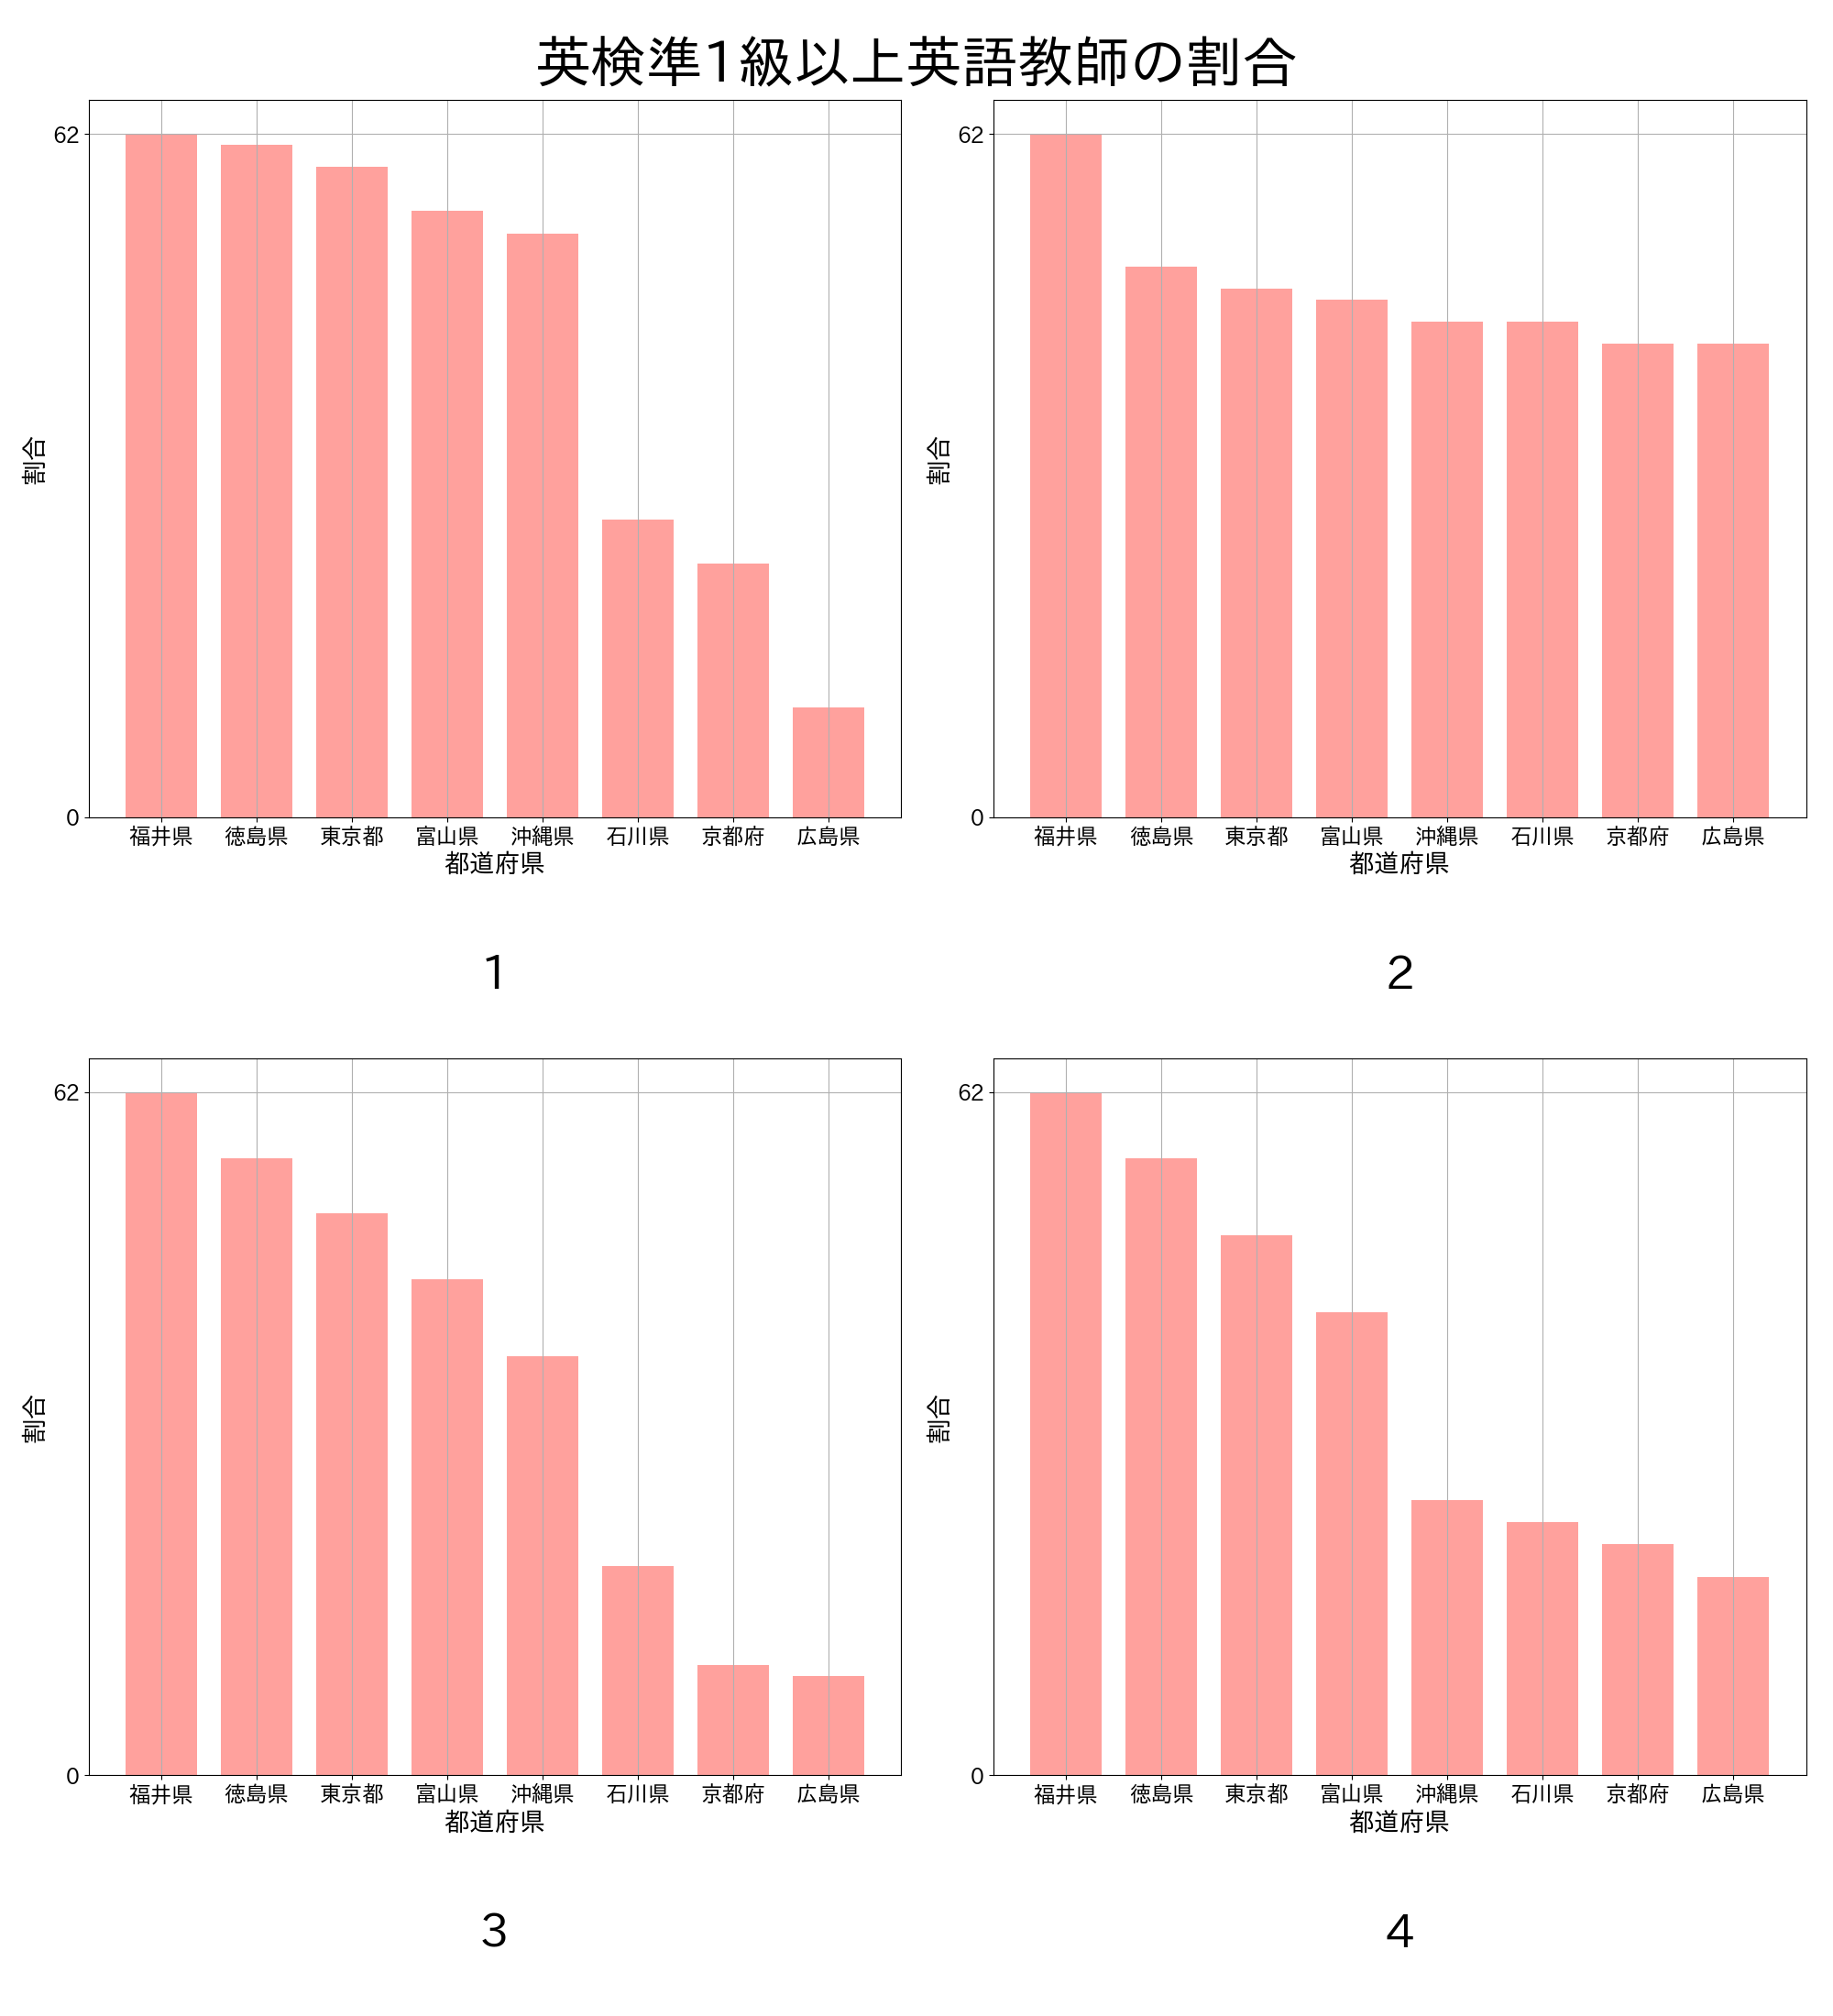 英検準1級以上英語教師の割合
62
0
割合
福井県 徳島県 東京都 富山県 沖縄県 石川県 京都府 広島県
都道府県
1
62
0
割合
福井県 徳島県 東京都 富山県 沖縄県 石川県 京都府 広島県
都道府県
2
62
0
割合
福井県 徳島県 東京都 富山県 沖縄県 石川県 京都府 広島県
都道府県
3
62
0
割合
福井県 徳島県 東京都 富山県 沖縄県 石川県 京都府 広島県
都道府県
4